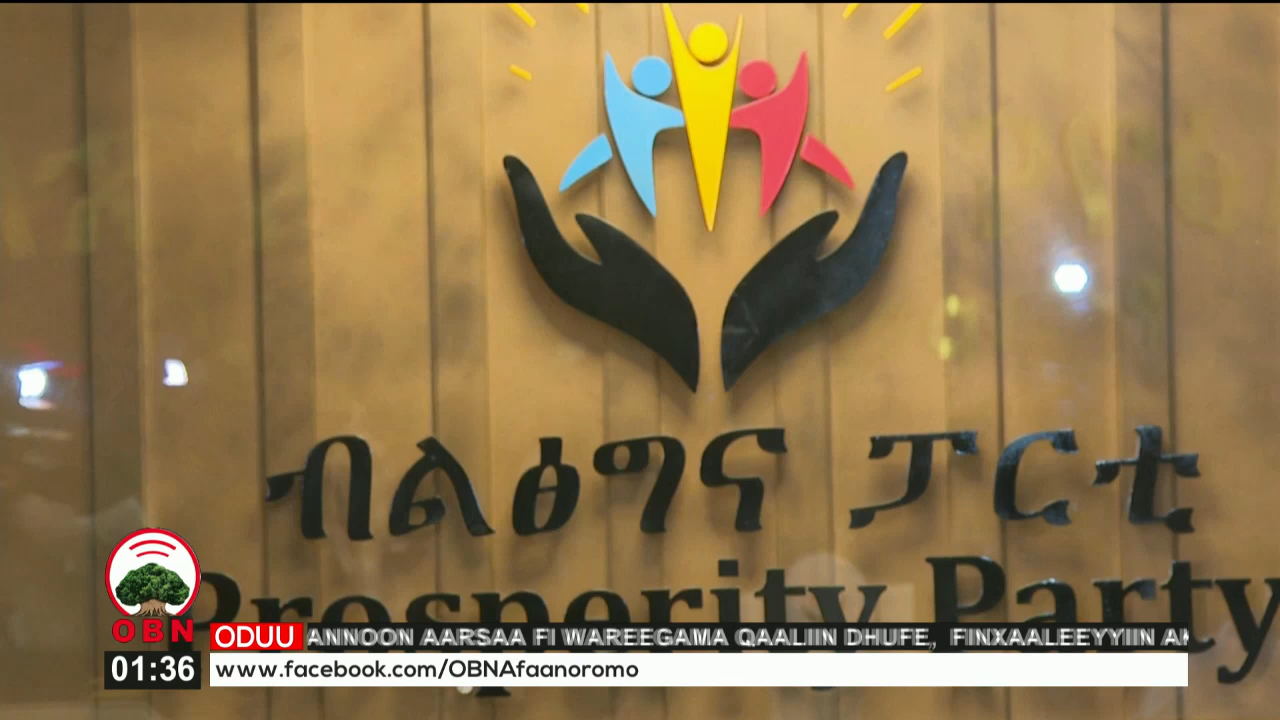 ብልፅግና ፓርቲ
Prosperity Party
OBN
ODUU ANNOON AARSAA FI WAREEGAMA QAALIIN DHUFE, FINXAALEEYYIIN
01:36
www.facebook.com/OBNAfaanoromo